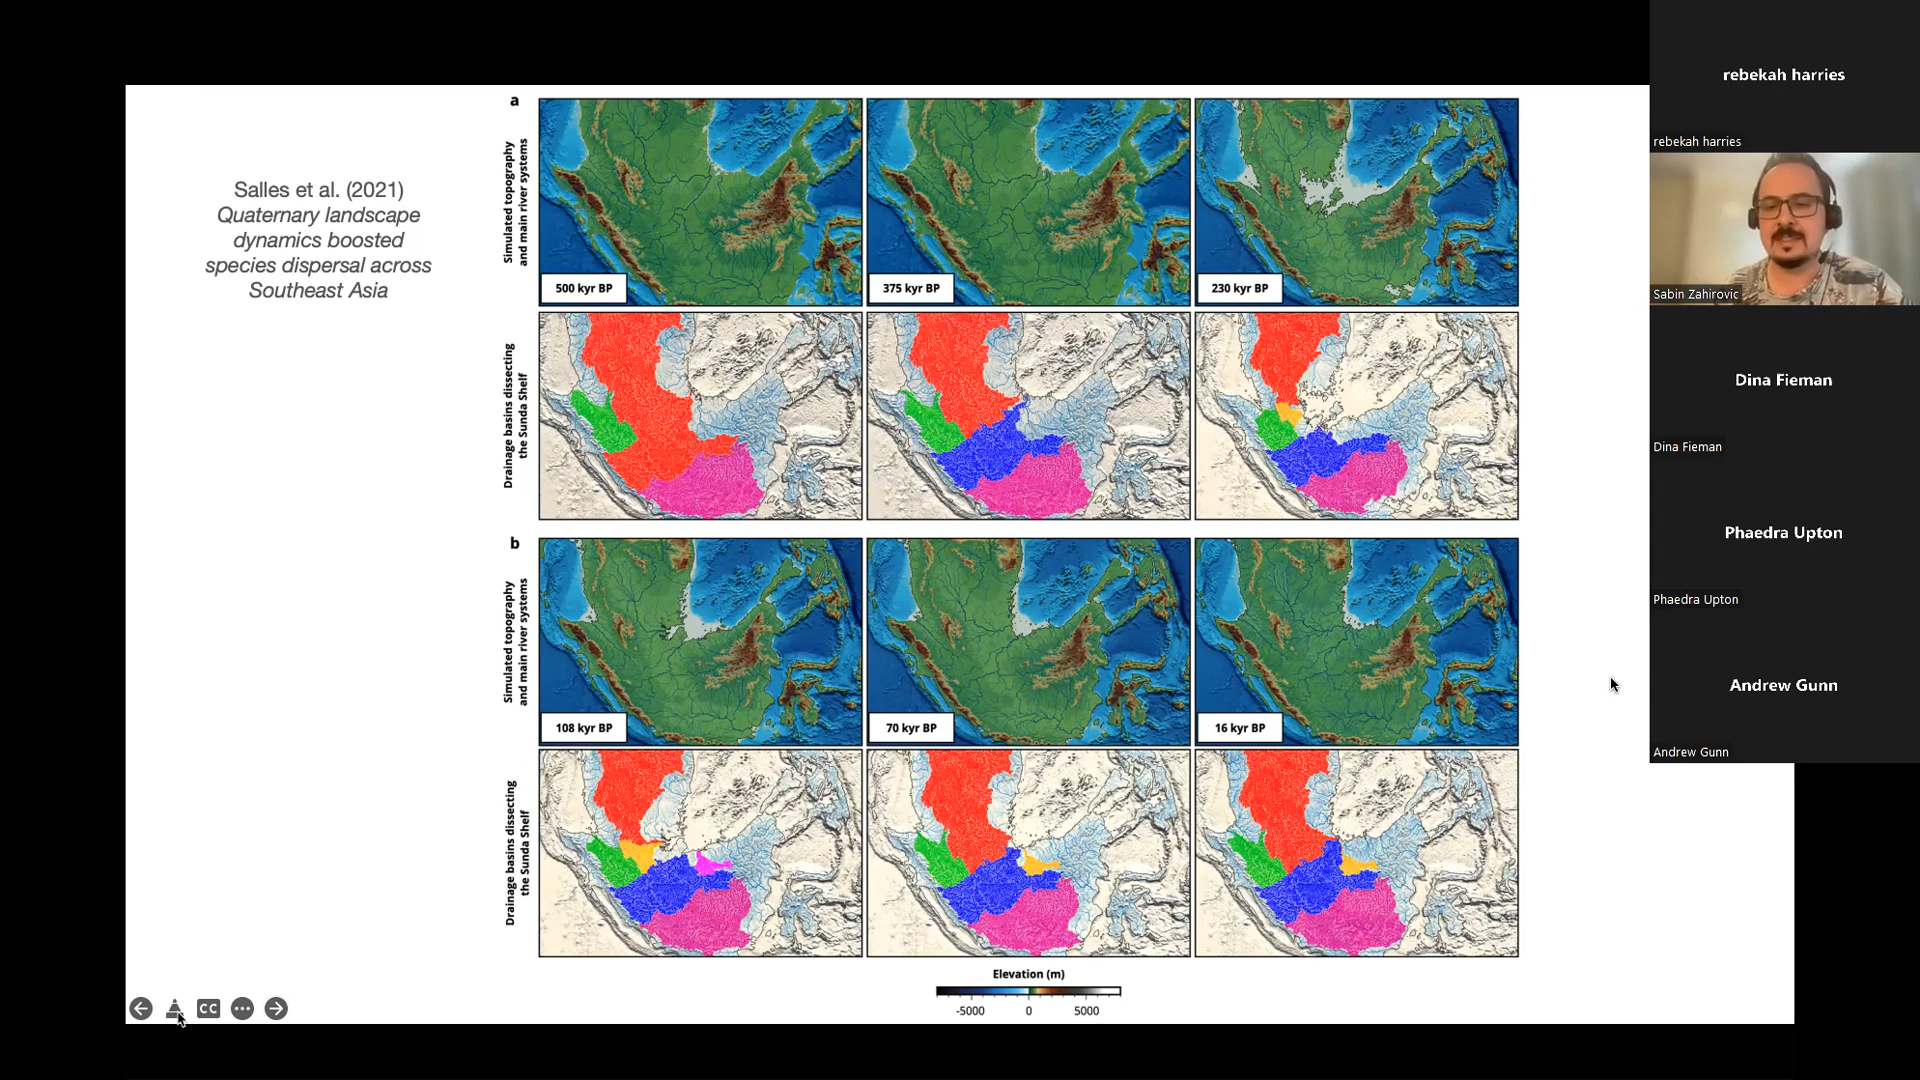 Salles et al. (2021)
Quaternary landscape
dynamics boosted
species dispersal across
Southeast Asia
a
Simulated topography
and main river systems
500 kyr BP
375 kyr BP
230 kyr BP
Drainage basins dissecting
the Sunda Shelf
b
Simulated topography
and main river systems
108 kyr BP
70 kyr BP
16 kyr BP
Drainage basins dissecting
the Sunda Shelf
Elevation (m)
-5000 0 5000
CC
rebekah harries
rebekah harries
Sabin Zahirovic
Dina Fieman
Dina Fieman
Phaedra Upton
Phaedra Upton
Andrew Gunn
Andrew Gunn